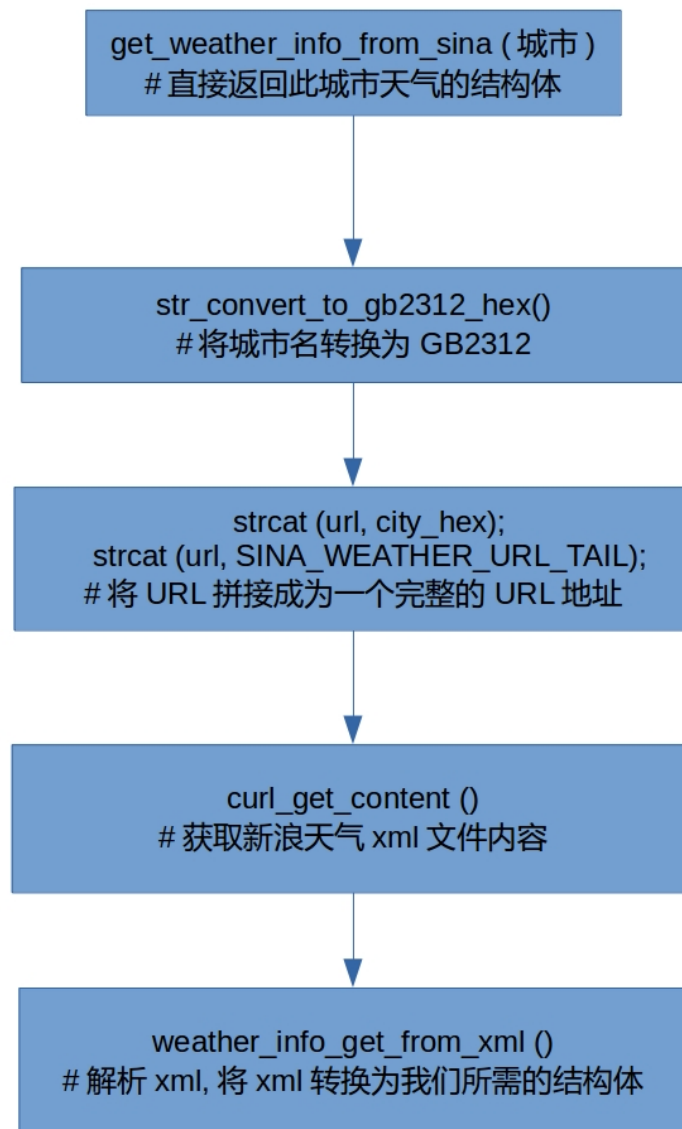 get_weather_info_from_sina ( 城市 )
# 直接返回此城市天气的结构体
str_convert_to_gb2312_hex()
# 将城市名转换为 GB2312
strcat (url, city_hex);
strcat (url, SINA_WEATHER_URL_TAIL);
# 将 URL 拼接成为一个完整的 URL 地址
curl_get_content ()
# 获取新浪天气 xml 文件内容
weather_info_get_from_xml ()
# 解析 xml, 将 xml 转换为我们所需的结构体